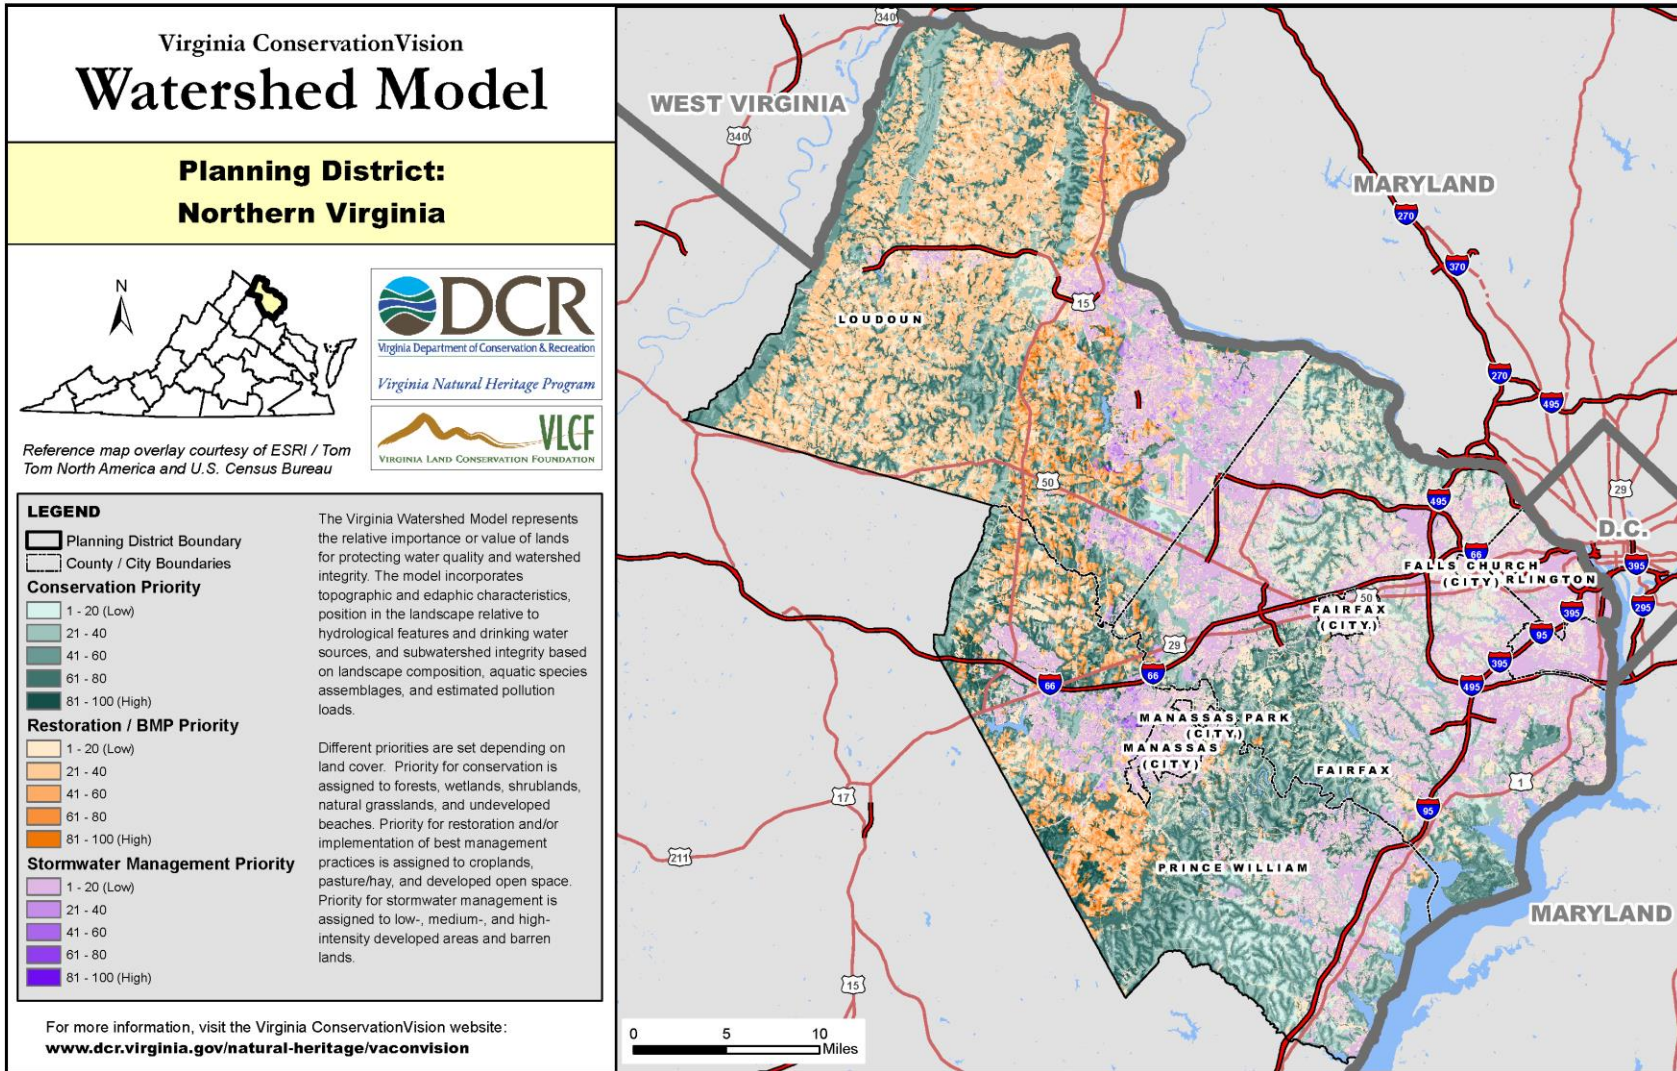 Virginia ConservationVision
Watershed Model
Planning District:
Northern Virginia
N
DCR
Virginia Department of Conservation & Recreation
Virginia Natural Heritage Program
VLCF
VIRGINIA LAND CONSERVATION FOUNDATION
Reference map overlay courtesy of ESRI / Tom
Tom North America and U.S. Census Bureau
LEGEND
Planning District Boundary
County / City Boundaries
Conservation Priority
1 - 20 (Low)
21 - 40
41 - 60
61 - 80
81 - 100 (High)
Restoration / BMP Priority
1 - 20 (Low)
21 - 40
41 - 60
61 - 80
81 - 100 (High)
Stormwater Management Priority
1 - 20 (Low)
21 - 40
41 - 60
61 - 80
81 - 100 (High)
The Virginia Watershed Model represents
the relative importance or value of lands
for protecting water quality and watershed
integrity. The model incorporates
topographic and edaphic characteristics,
position in the landscape relative to
hydrological features and drinking water
sources, and subwatershed integrity based
on landscape composition, aquatic species
assemblages, and estimated pollution
loads.
Different priorities are set depending on
land cover. Priority for conservation is
assigned to forests, wetlands, shrublands,
natural grasslands, and undeveloped
beaches. Priority for restoration and/or
implementation of best management
practices is assigned to croplands,
pasture/hay, and developed open space.
Priority for stormwater management is
assigned to low-, medium-, and high-
intensity developed areas and barren
lands.
For more information, visit the Virginia ConservationVision website:
www.dcr.virginia.gov/natural-heritage/vaconvision
340
WEST VIRGINIA
340
MARYLAND
270
370
15
LOUDOUN
270
495
50
495
29
D.C.
66
FALLS CHURCH
(CITY)
RLINGTON
395
50
FAIRFAX
(CITY)
395
295
95
29
395
66
66
495
MANASSAS PARK
(CITY)
MANASSAS
(CITY)
FAIRFAX
1
17
95
211
PRINCE WILLIAM
MARYLAND
15
0 5 10
Miles